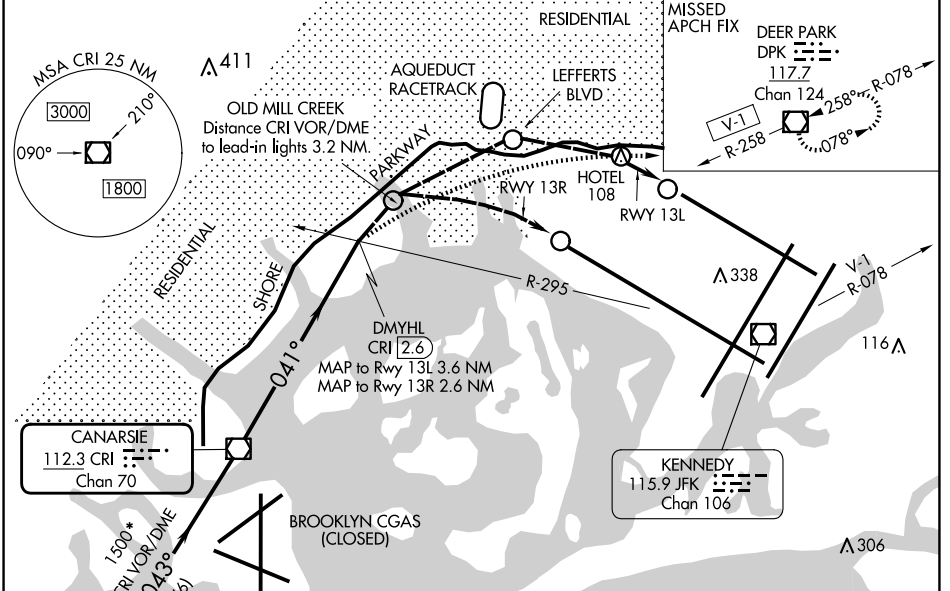 MSA CRI 25 NM
3000
210°
090°
1800
411
RESIDENTIAL
AQUEDUCT
RACETRACK
LEFFERTS
BLVD
OLD MILL CREEK
Distance CRI VOR/DME
to lead-in lights 3.2 NM.
PARKWAY
SHORE
RESIDENTIAL
RWY 13R
HOTEL
108
RWY 13L
MISSED
APCH FIX
DEER PARK
DPK
117.7
Chan 124
R-078
V-1
258°
R-258
078°
R-295
338
V-1
R-078
116
DMYHL
CRI 2.6
MAP to Rwy 13L 3.6 NM
MAP to Rwy 13R 2.6 NM
041°
CANARSIE
112.3 CRI
Chan 70
KENNEDY
115.9 JFK
Chan 106
BROOKLYN CGAS
(CLOSED)
306
1500*
CRI VOR/DME
043°
6)